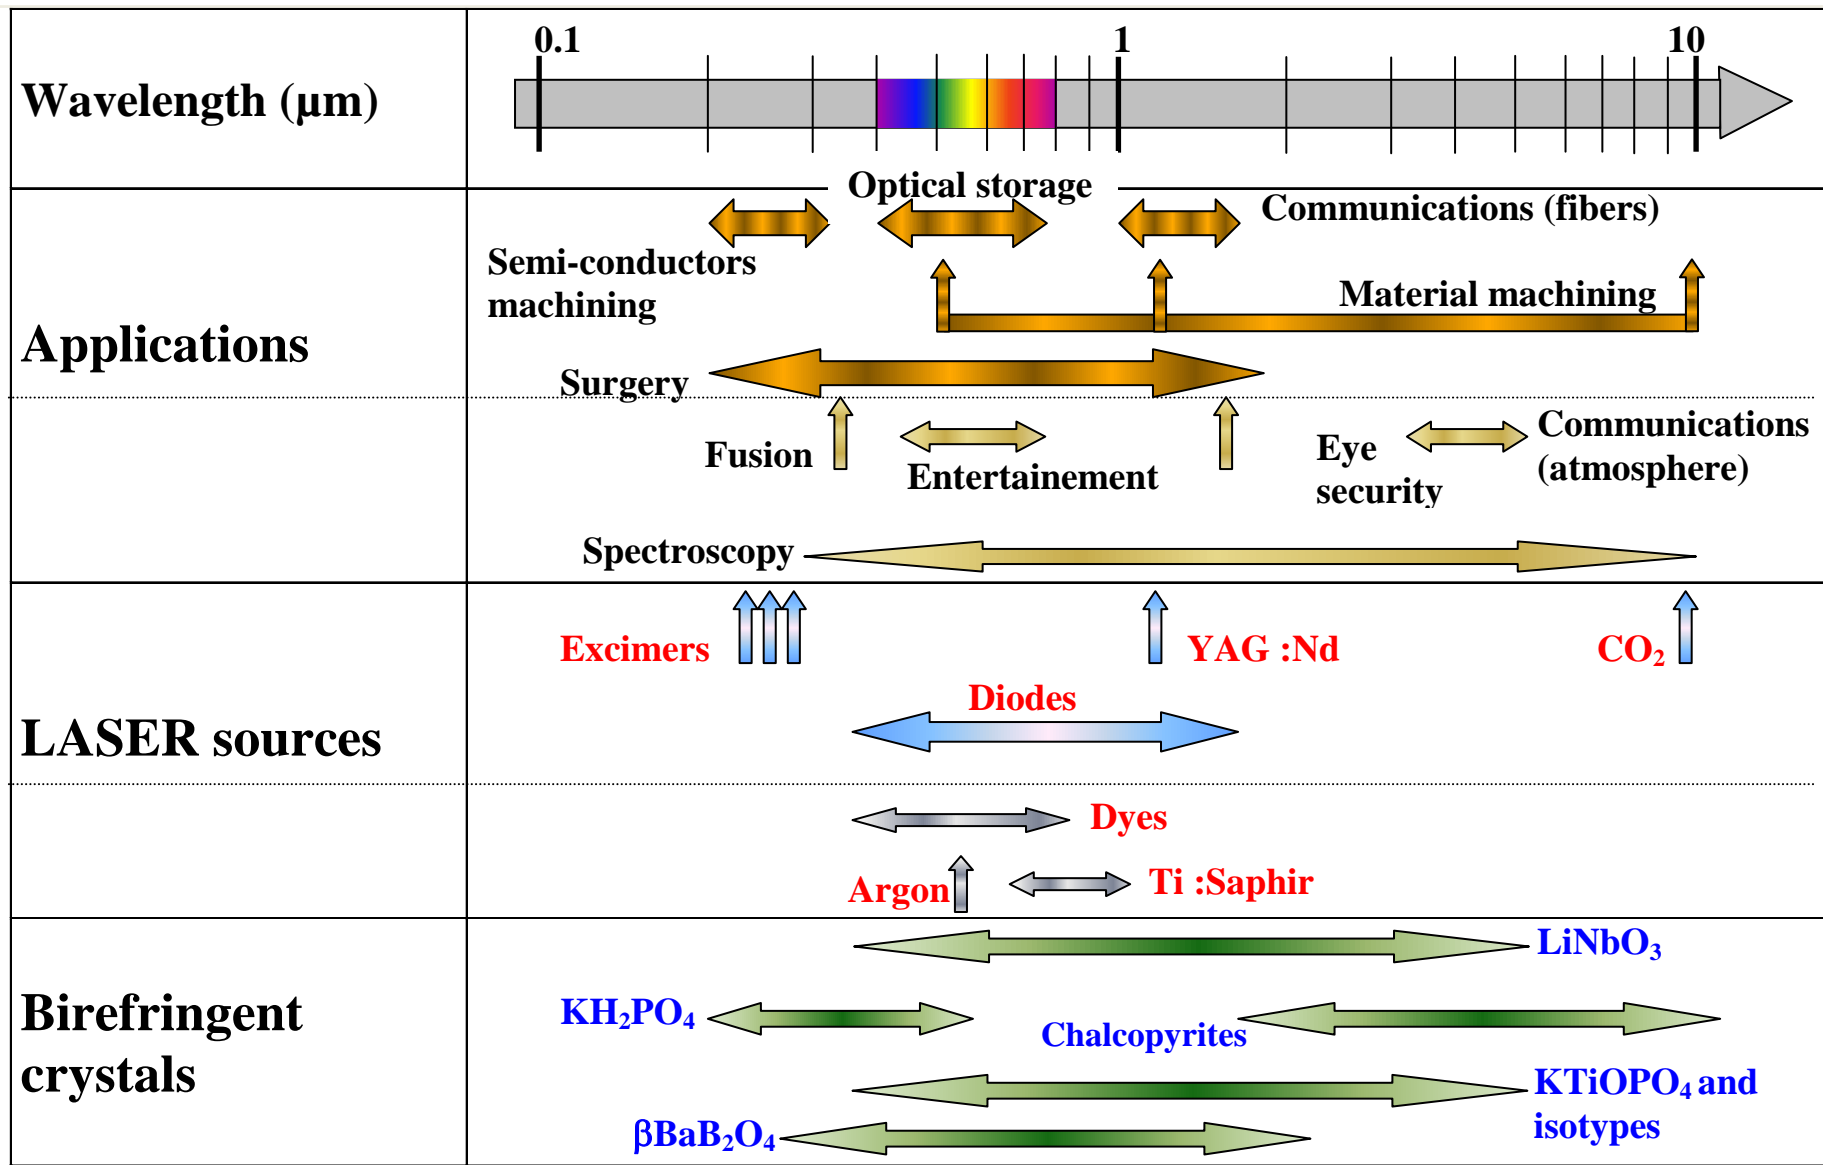 Wavelength (µm)
0.1
1
10
Applications
Optical storage
Communications (fibers)
Semi-conductors
machining
Material machining
Surgery
Fusion
Entertainement
Eye
security
Communications
(atmosphere)
Spectroscopy
LASER sources
Excimers
YAG :Nd
CO₂
Diodes
Dyes
Argon
Ti :Saphir
Birefringent
crystals
LiNbO₃
KH₂PO₄
Chalcopyrites
KTiOPO₄ and
isotypes
βBaB₂O₄